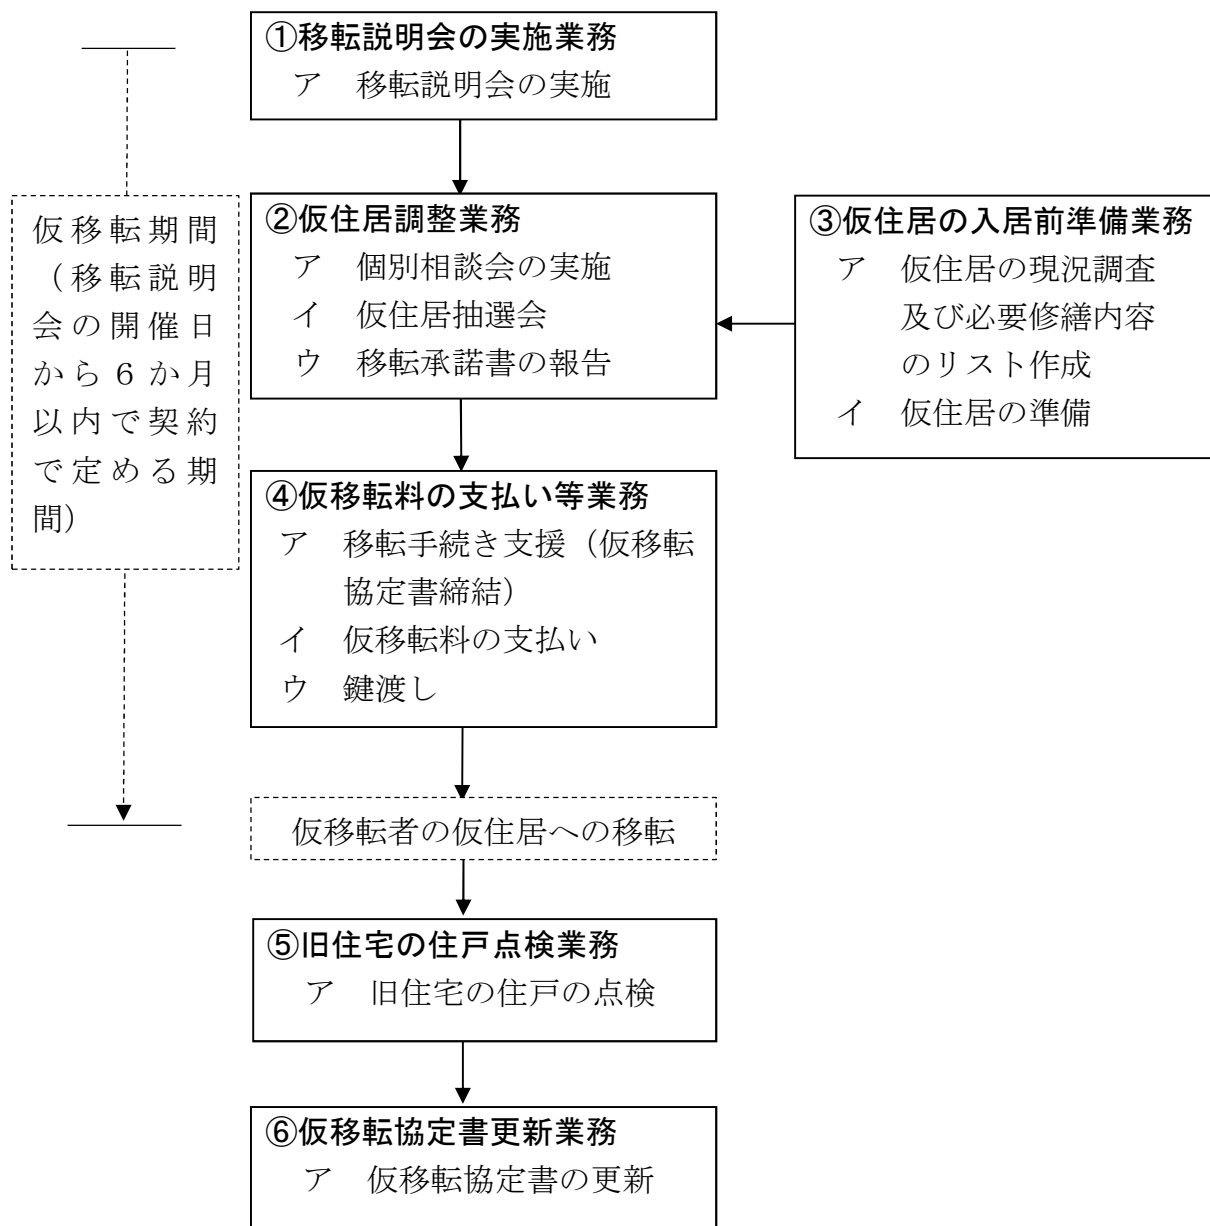 ①移転説明会の実施業務
ア　移転説明会の実施
仮移転期間
（移転説明
会の開催日
から６か月
以内で契約
で定める期
間）
②仮住居調整業務
ア　個別相談会の実施
イ　仮住居抽選会
ウ　移転承諾書の報告
③仮住居の入居前準備業務
ア　仮住居の現況調査
及び必要修繕内容
のリスト作成
イ　仮住居の準備
④仮移転料の支払い等業務
ア　移転手続き支援（仮移転
協定書締結）
イ　仮移転料の支払い
ウ　鍵渡し
仮移転者の仮住居への移転
⑤旧住宅の住戸点検業務
ア　旧住宅の住戸の点検
⑥仮移転協定書更新業務
ア　仮移転協定書の更新